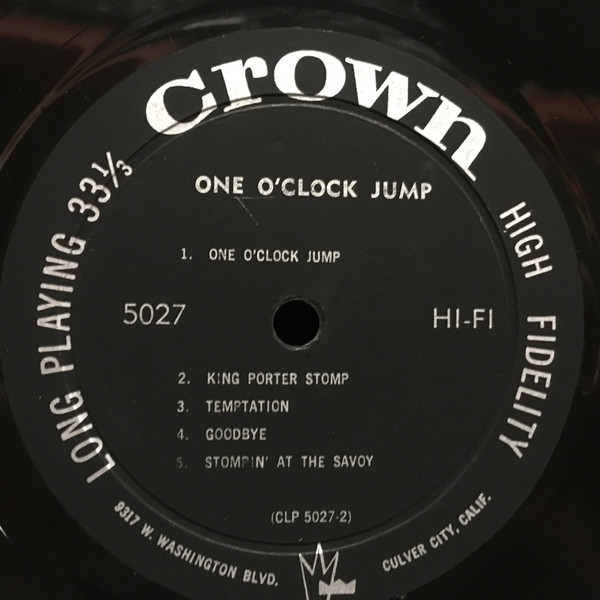 crown
LONG PLAYING 33⅓
HIGH FIDELITY
ONE O'CLOCK JUMP
1. ONE O'CLOCK JUMP
5027
HI-FI
2. KING PORTER STOMP
3. TEMPTATION
4. GOODBYE
5. STOMPIN' AT THE SAVOY
(CLP 5027-2)
9317 W. WASHINGTON BLVD.
CULVER CITY, CALIF.